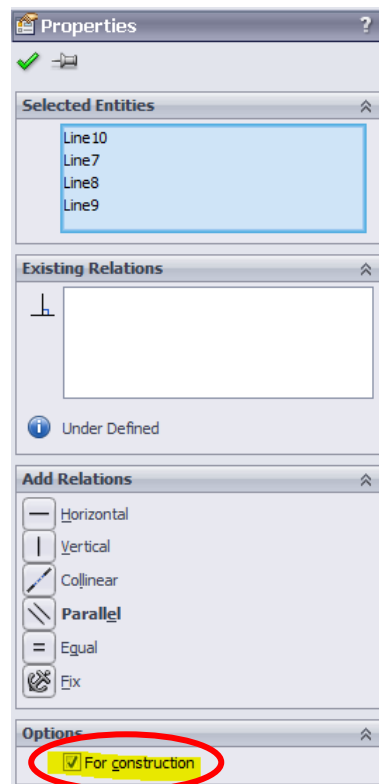 Properties ?
Selected Entities
Line10
Line7
Line8
Line9
Existing Relations
Under Defined
Add Relations
Horizontal
Vertical
Collinear
Parallel
Equal
Fix
Options
For construction